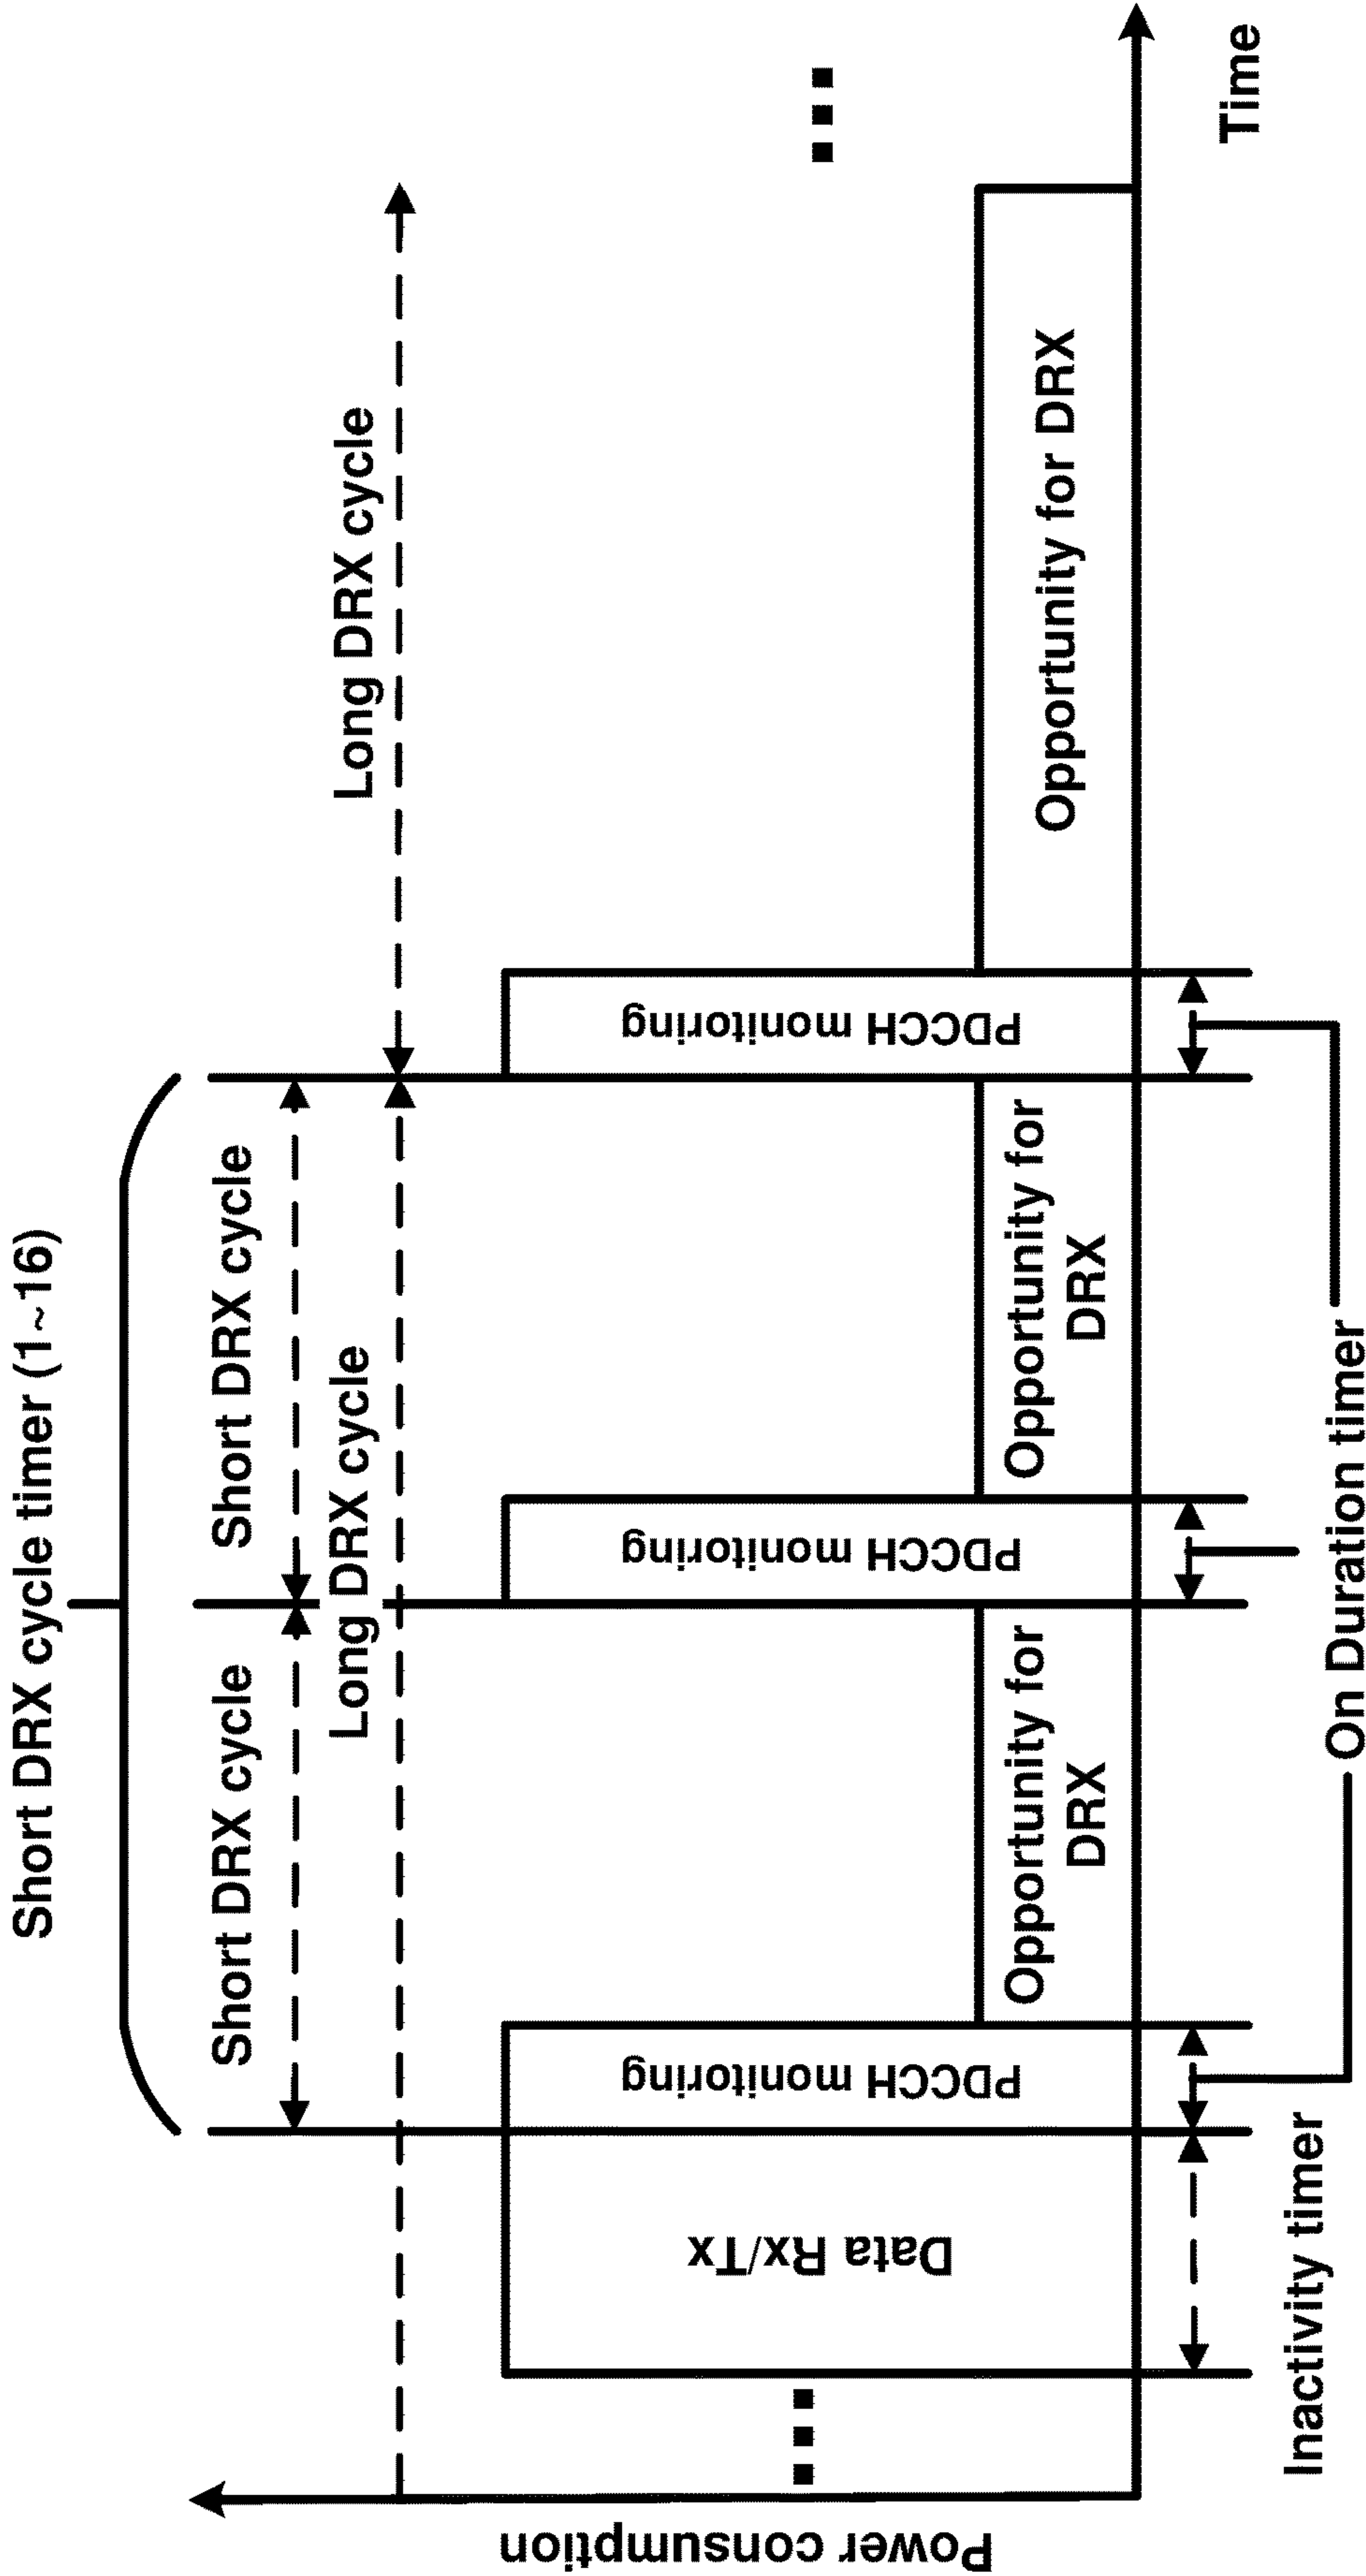 Short DRX cycle timer (1~16)
Short DRX cycle
Short DRX cycle
Long DRX cycle
Long DRX cycle
Power consumption
Data Rx/Tx
PDCCH monitoring
Opportunity for
DRX
PDCCH monitoring
Opportunity for
DRX
PDCCH monitoring
Opportunity for DRX
Time
Inactivity timer
On Duration timer